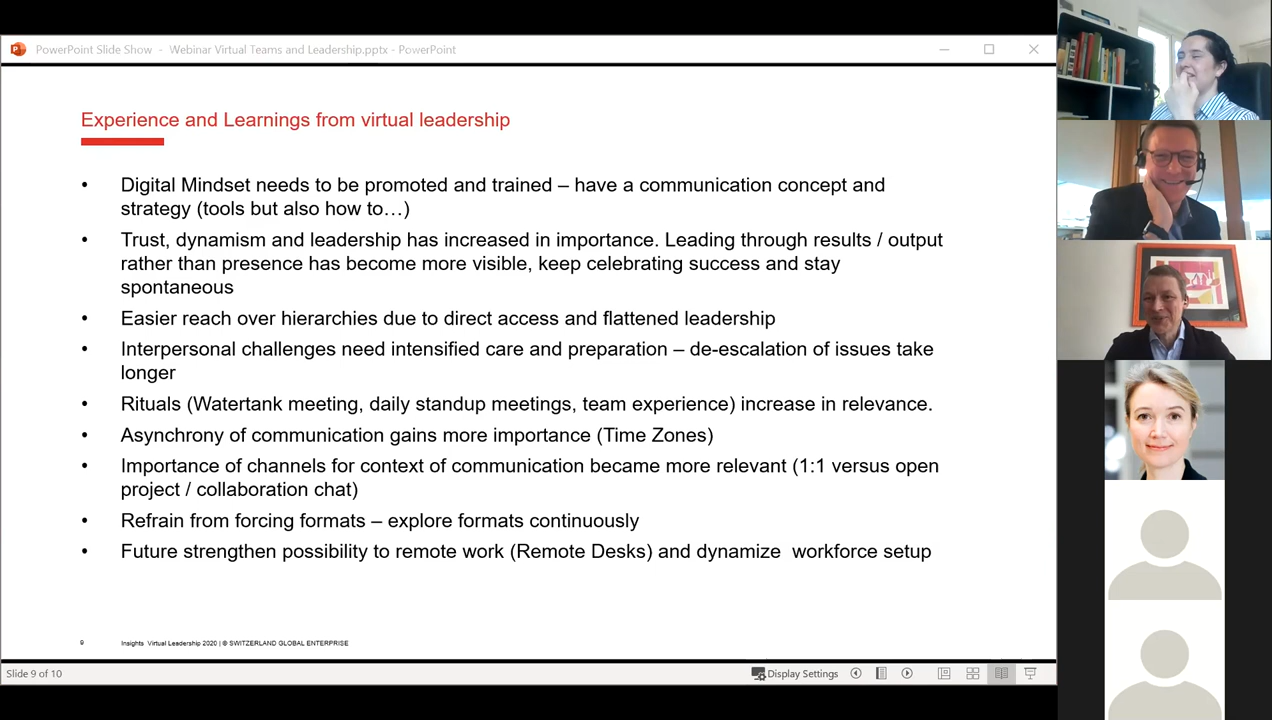 PowerPoint Slide Show - Webinar Virtual Teams and Leadership.pptx - PowerPoint
Experience and Learnings from virtual leadership
• Digital Mindset needs to be promoted and trained – have a communication concept and
strategy (tools but also how to…)
• Trust, dynamism and leadership has increased in importance. Leading through results / output
rather than presence has become more visible, keep celebrating success and stay
spontaneous
• Easier reach over hierarchies due to direct access and flattened leadership
• Interpersonal challenges need intensified care and preparation – de-escalation of issues take
longer
• Rituals (Watertank meeting, daily standup meetings, team experience) increase in relevance.
• Asynchrony of communication gains more importance (Time Zones)
• Importance of channels for context of communication became more relevant (1:1 versus open
project / collaboration chat)
• Refrain from forcing formats – explore formats continuously
• Future strengthen possibility to remote work (Remote Desks) and dynamize  workforce setup
9 Insights Virtual Leadership 2020 | © SWITZERLAND GLOBAL ENTERPRISE
Slide 9 of 10 Display Settings